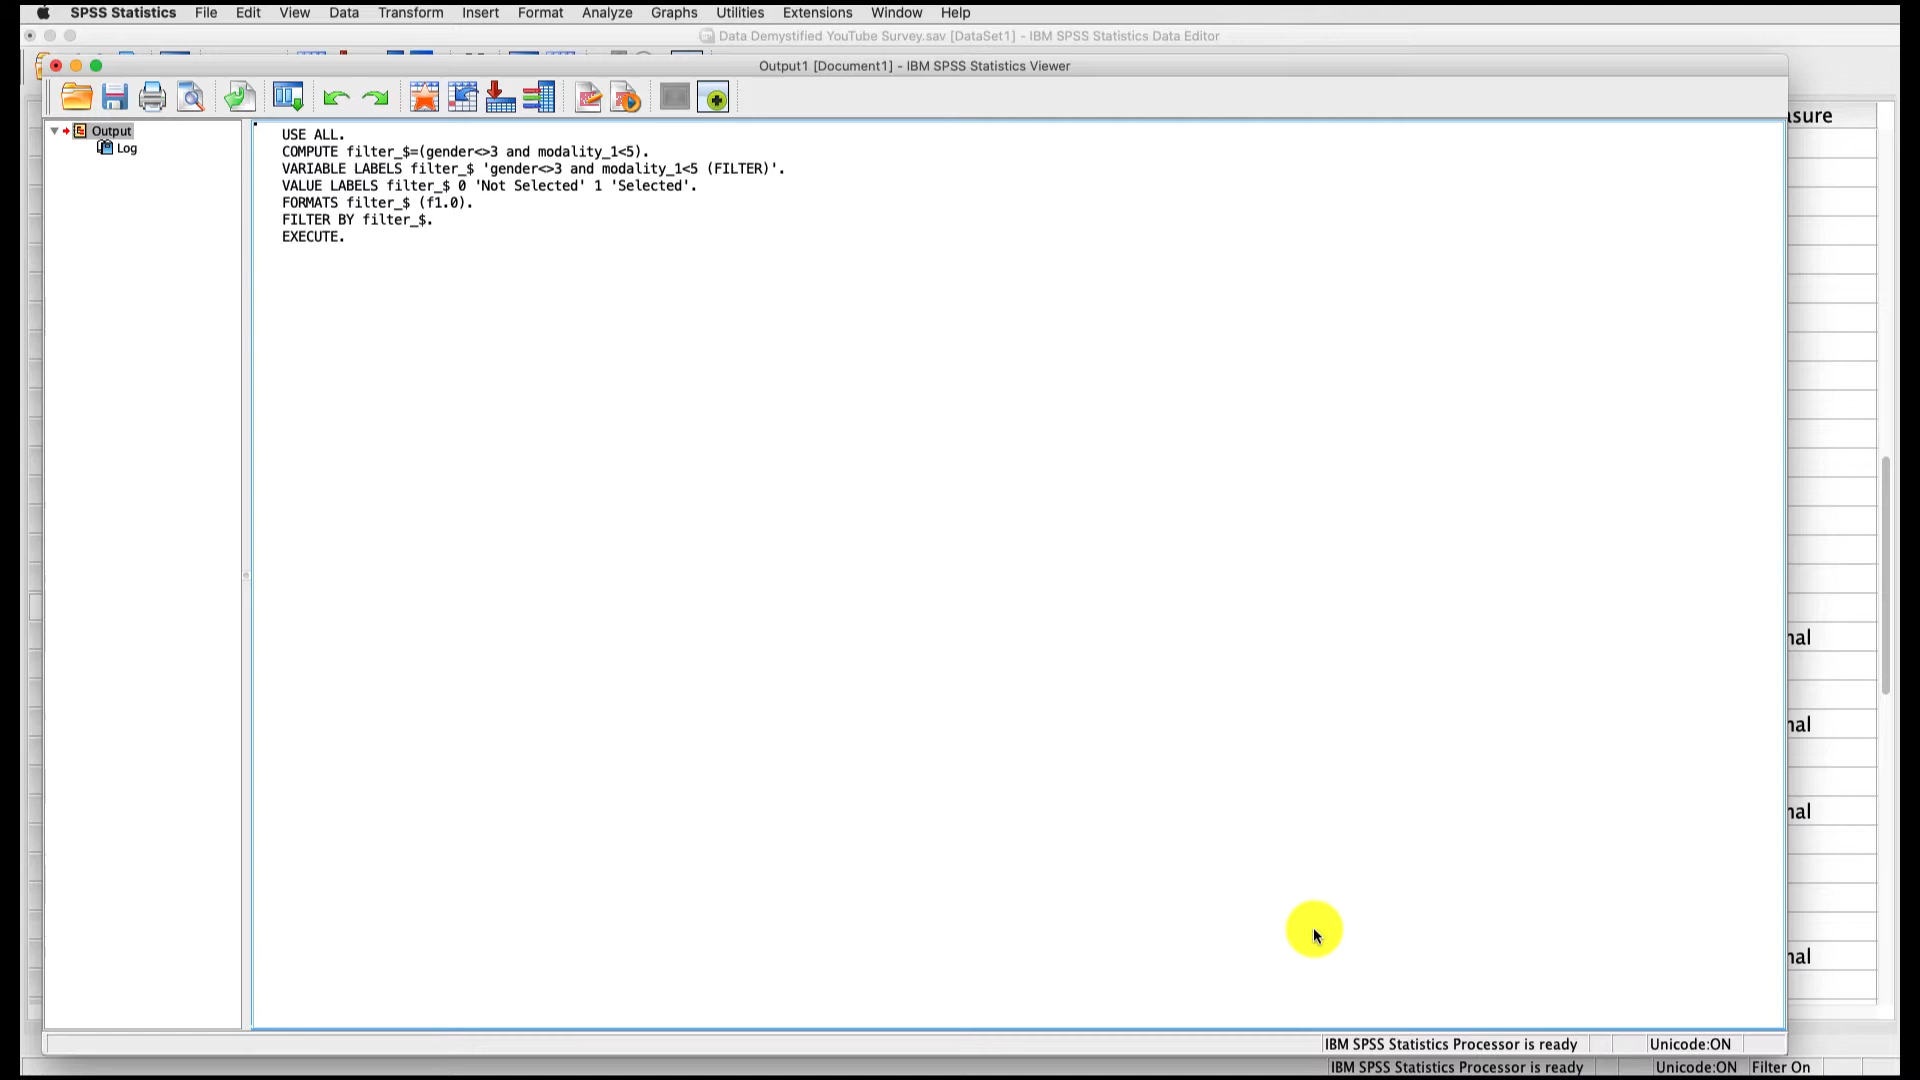 SPSS Statistics File Edit View Data Transform Insert Format Analyze Graphs Utilities Extensions Window Help
Data Demystified YouTube Survey.sav [DataSet1] - IBM SPSS Statistics Data Editor
Output1 [Document1] - IBM SPSS Statistics Viewer
Output
Log
USE ALL.
COMPUTE filter_$=(gender<>3 and modality_1<5).
VARIABLE LABELS filter_$ 'gender<>3 and modality_1<5 (FILTER)'.
VALUE LABELS filter_$ 0 'Not Selected' 1 'Selected'.
FORMATS filter_$ (f1.0).
FILTER BY filter_$.
EXECUTE.
IBM SPSS Statistics Processor is ready Unicode:ON
IBM SPSS Statistics Processor is ready Unicode:ON Filter On